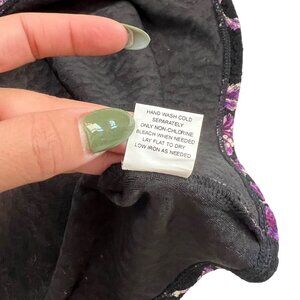 HAND WASH COLD
SEPARATELY
ONLY NON-CHLORINE
BLEACH WHEN NEEDED
LAY FLAT TO DRY
LOW IRON AS NEEDED